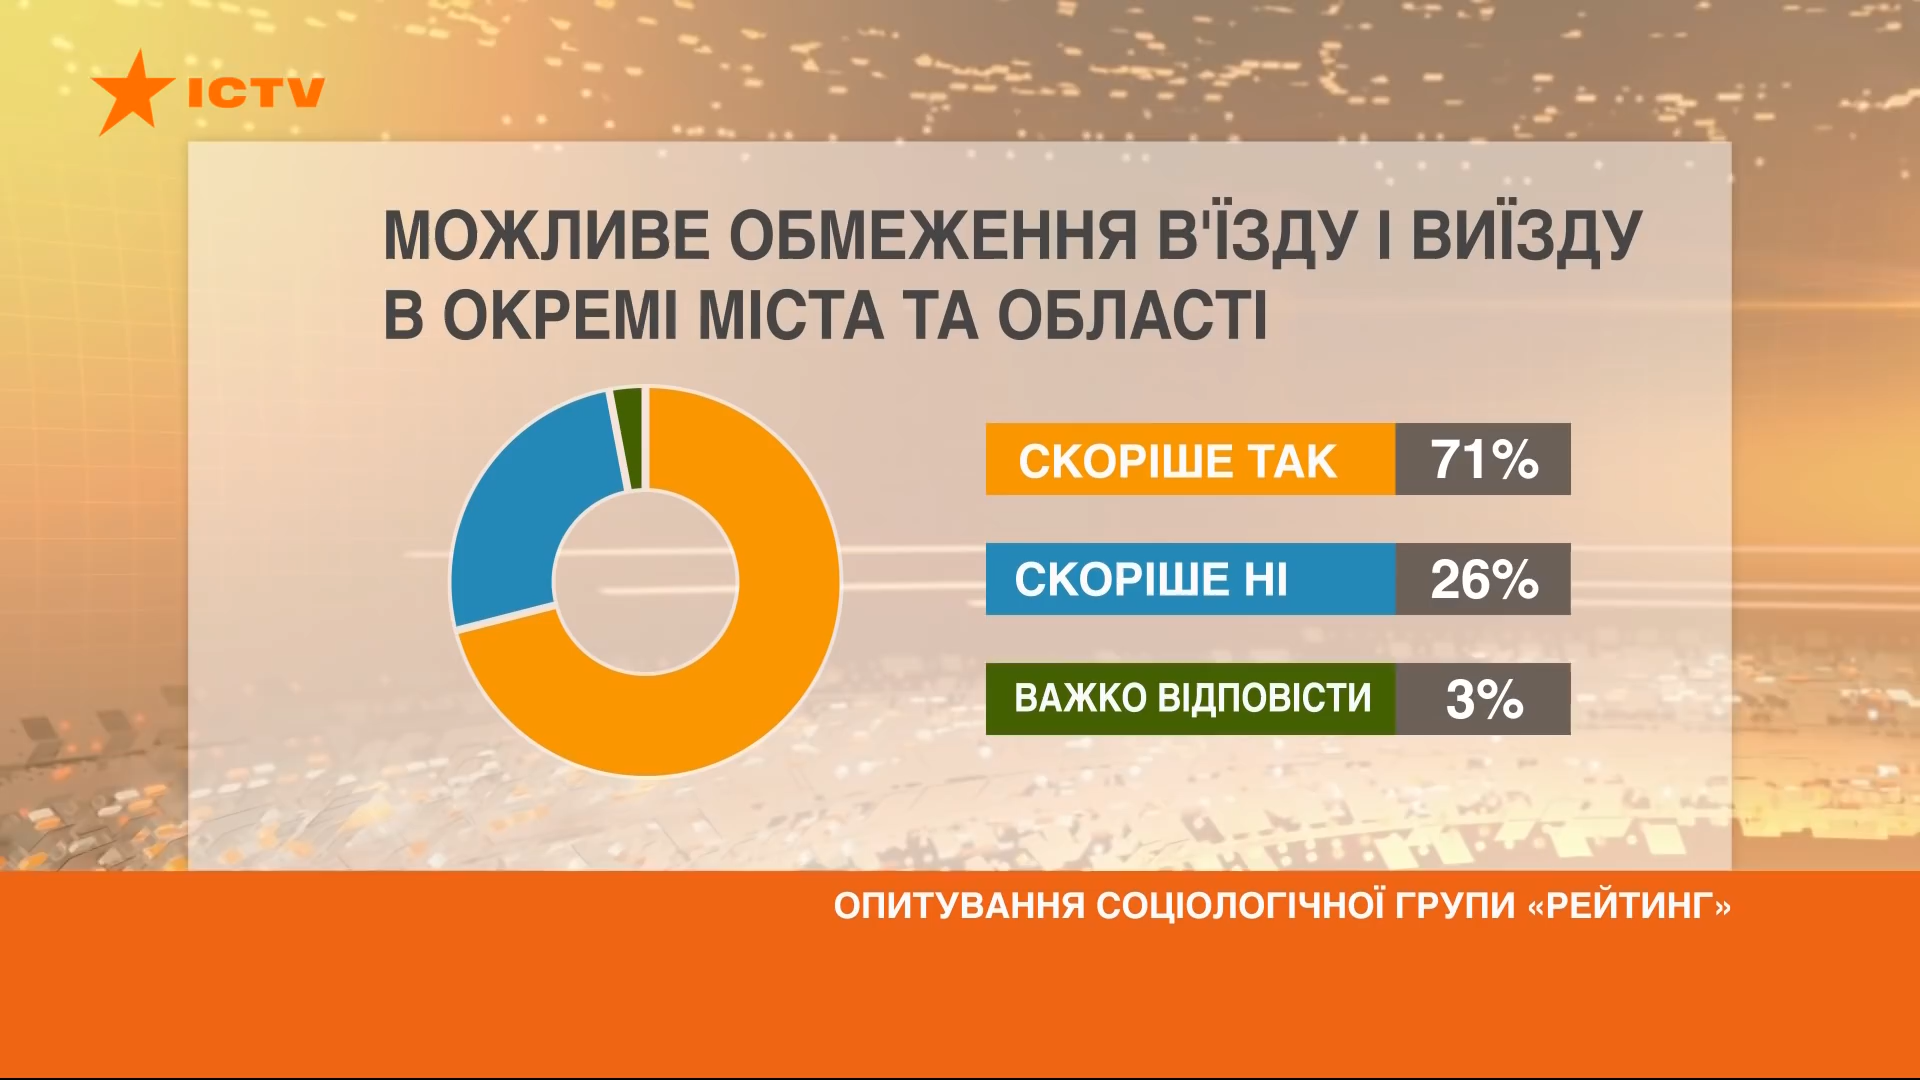 ICTV
МОЖЛИВЕ ОБМЕЖЕННЯ В'ЇЗДУ І ВИЇЗДУ
В ОКРЕМІ МІСТА ТА ОБЛАСТІ
СКОРІШЕ ТАК 71%
СКОРІШЕ НІ 26%
ВАЖКО ВІДПОВІСТИ 3%
ОПИТУВАННЯ СОЦІОЛОГІЧНОЇ ГРУПИ «РЕЙТИНГ»